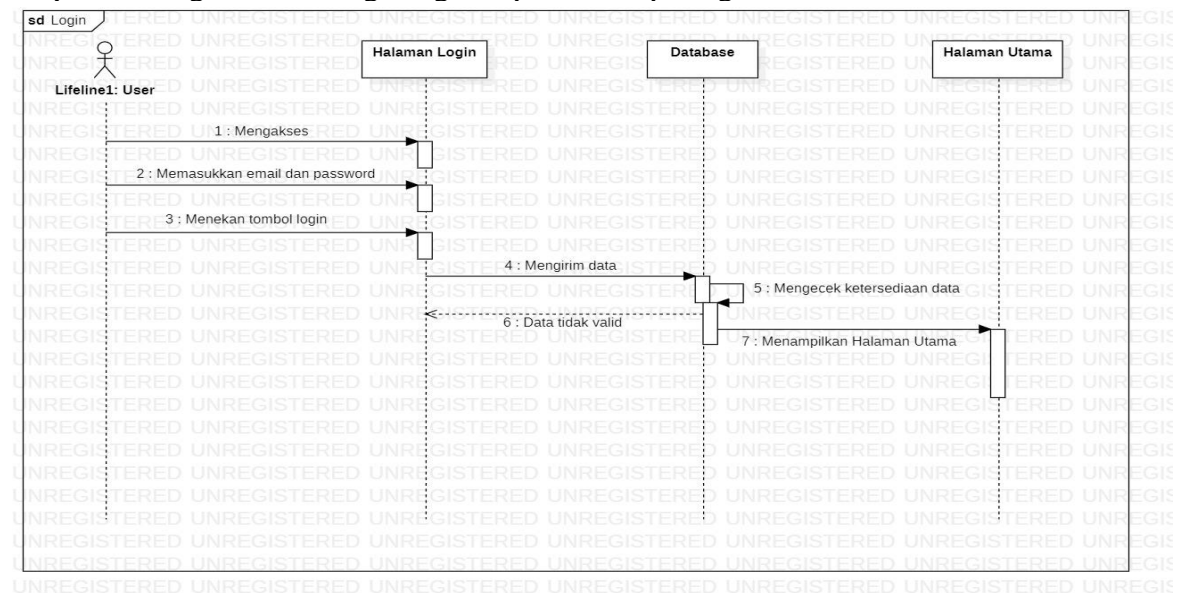 sd Login
Halaman Login
Database
Halaman Utama
Lifeline1: User
1 : Mengakses
2 : Memasukkan email dan password
3 : Menekan tombol login
4 : Mengirim data
5 : Mengecek ketersediaan data
6 : Data tidak valid
7 : Menampilkan Halaman Utama
UNREGISTERED